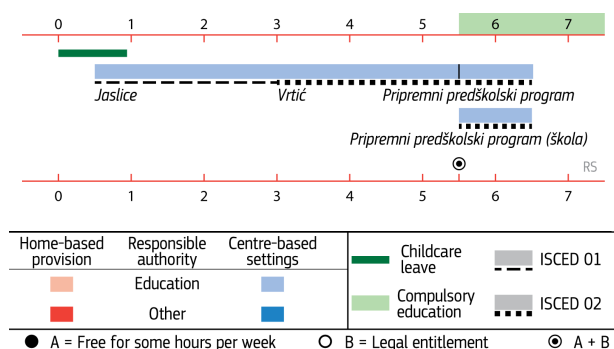 0 1 2 3 4 5 6 7
Jaslice Vrtić Pripremni predškolski program
Pripremni predškolski program (škola)
RS
0 1 2 3 4 5 6 7
Home-based provision Responsible authority Centre-based settings
Education
Other
Childcare leave
ISCED 01
Compulsory education
ISCED 02
A = Free for some hours per week B = Legal entitlement A + B